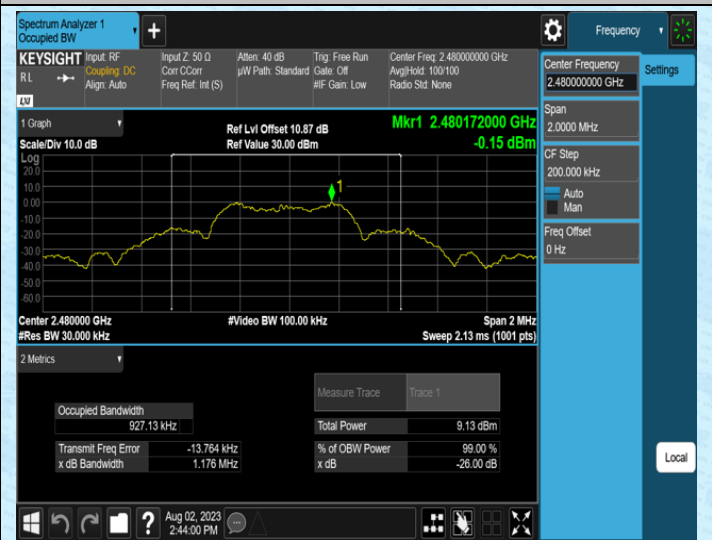 Spectrum Analyzer 1
Occupied BW
Frequency
KEYSIGHT
RL
LXI
Input: RF
Coupling: DC
Align: Auto
Input Z: 50 Ω
Corr CCorr
Freq Ref: Int (S)
Atten: 40 dB
µW Path: Standard
Trig: Free Run
Gate: Off
#IF Gain: Low
Center Freq: 2.480000000 GHz
Avg|Hold: 100/100
Radio Std: None
Center Frequency
2.480000000 GHz
Settings
Span
2.0000 MHz
CF Step
200.000 kHz
Auto
Man
Freq Offset
0 Hz
Local
1 Graph
Scale/Div 10.0 dB
Ref Lvl Offset 10.87 dB
Ref Value 30.00 dBm
Mkr1 2.480172000 GHz
-0.15 dBm
Log
20.0
10.0
0.00
-10.0
-20.0
-30.0
-40.0
-50.0
-60.0
1
Center 2.480000 GHz
#Res BW 30.000 kHz
#Video BW 100.00 kHz
Span 2 MHz
Sweep 2.13 ms (1001 pts)
2 Metrics
Measure Trace
Trace 1
Occupied Bandwidth
927.13 kHz
Total Power
9.13 dBm
Transmit Freq Error
-13.764 kHz
% of OBW Power
99.00 %
x dB Bandwidth
1.176 MHz
x dB
-26.00 dB
?
Aug 02, 2023
2:44:00 PM